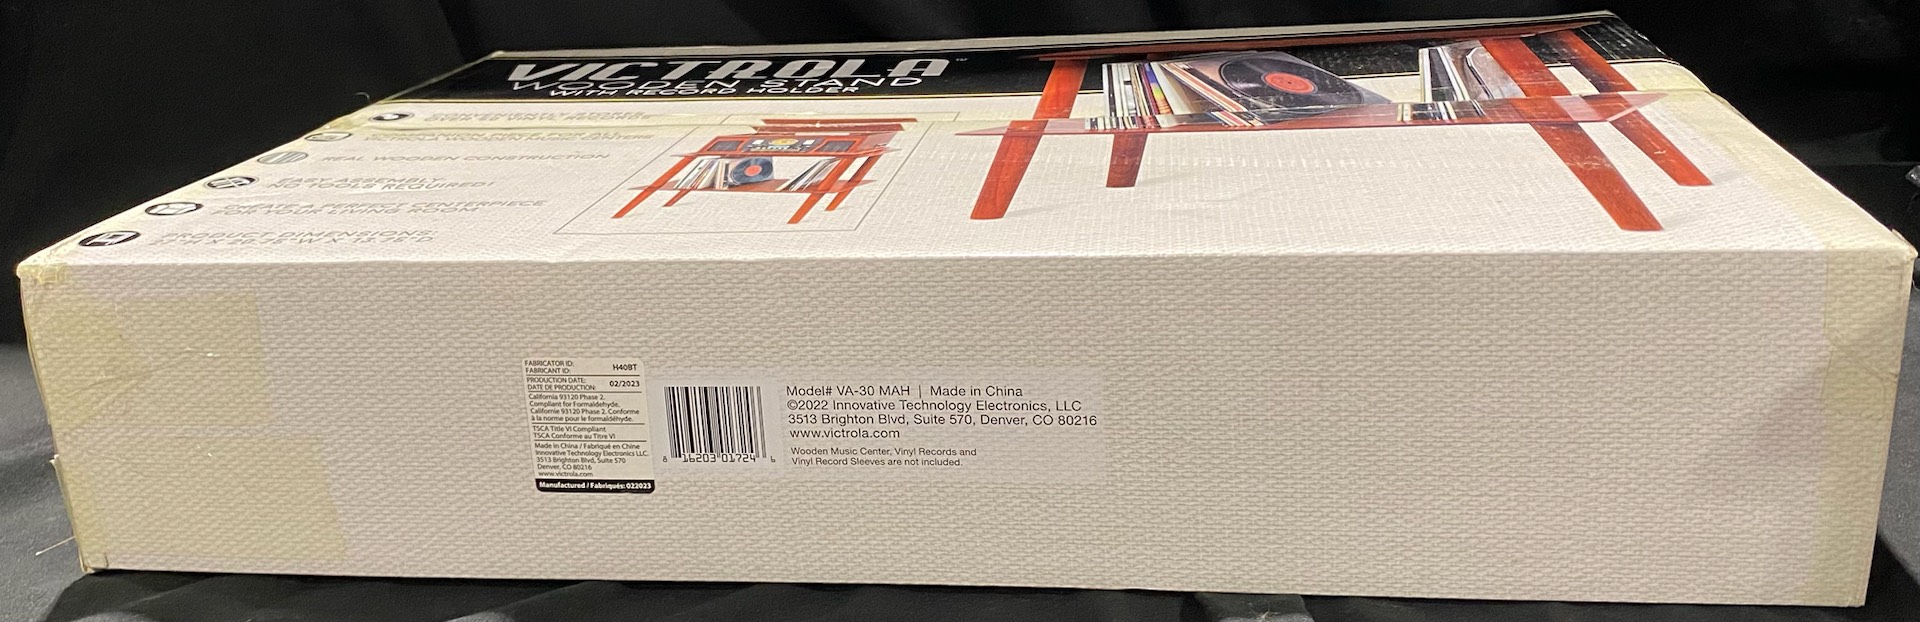 VICTROLA™
WOODEN STAND
WITH RECORD HOLDER
REAL WOODEN CONSTRUCTION
EASY ASSEMBLY
NO TOOLS REQUIRED!
CREATE A PERFECT CENTERPIECE
FOR YOUR LIVING ROOM
PRODUCT DIMENSIONS:
FABRICATOR ID:
FABRICANT ID:
H40BT
PRODUCTION DATE:
DATE DE PRODUCTION:
02/2023
California 93120 Phase 2.
Compliant for Formaldehyde.
Californie 93120 Phase 2. Conforme
à la norme pour le formaldéhyde.
TSCA Title VI Compliant
TSCA Conforme au Titre VI
Made in China / Fabriqué en Chine
Innovative Technology Electronics LLC.
3513 Brighton Blvd, Suite 570
Denver, CO 80216
www.victrola.com
Manufactured / Fabriqués: 022023
8 16203 01724 6
Model# VA-30 MAH | Made in China
©2022 Innovative Technology Electronics, LLC
3513 Brighton Blvd, Suite 570, Denver, CO 80216
www.victrola.com
Wooden Music Center, Vinyl Records and
Vinyl Record Sleeves are not included.